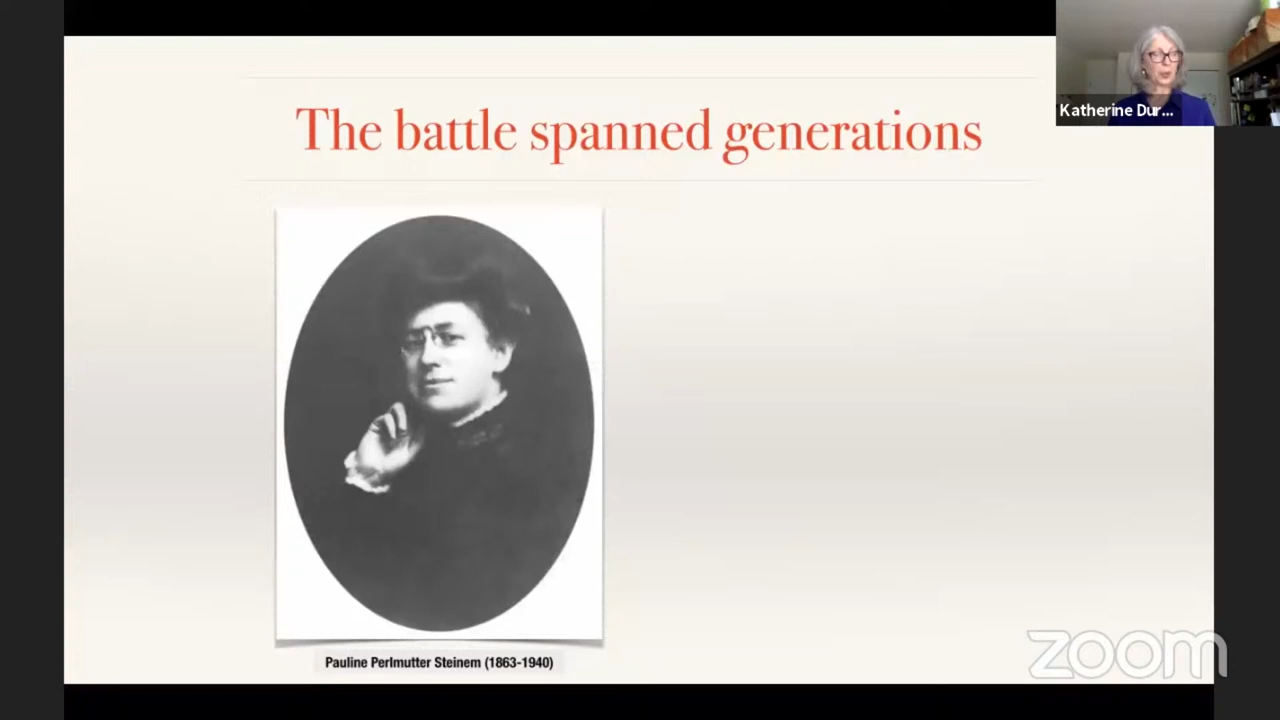 The battle spanned generations
Katherine Dur...
Pauline Perlmutter Steinem (1863-1940)
zoom